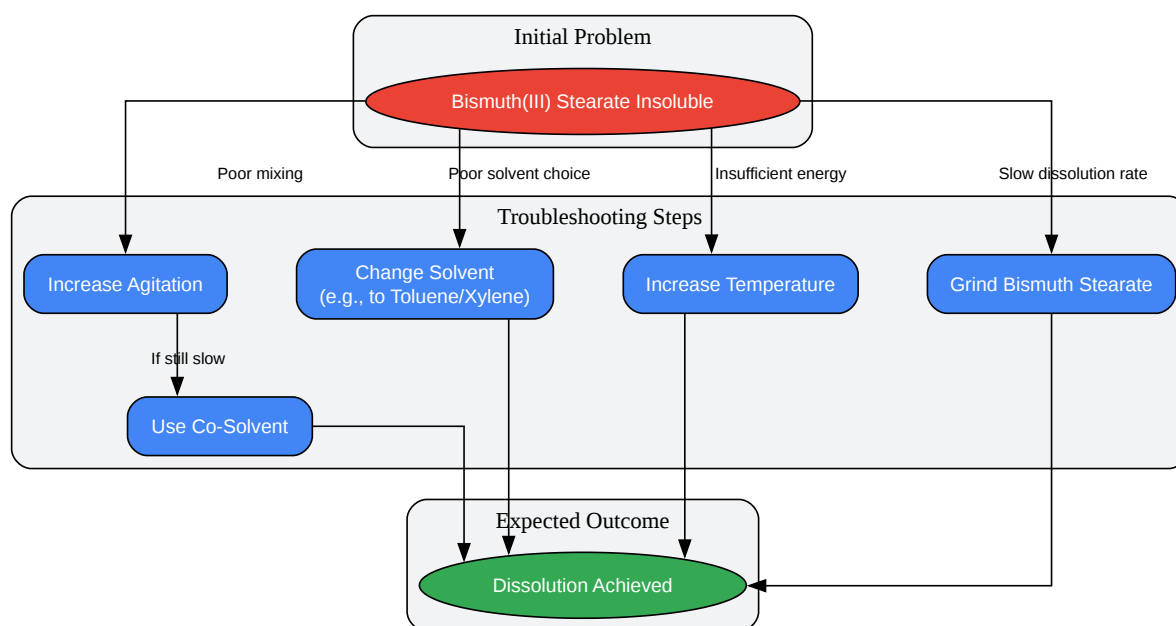 Initial Problem
Bismuth(III) Stearate Insoluble
Poor mixing
Poor solvent choice
Insufficient energy
Slow dissolution rate
Troubleshooting Steps
Increase Agitation
Change Solvent
(e.g., to Toluene/Xylene)
Increase Temperature
Grind Bismuth Stearate
If still slow
Use Co-Solvent
Expected Outcome
Dissolution Achieved